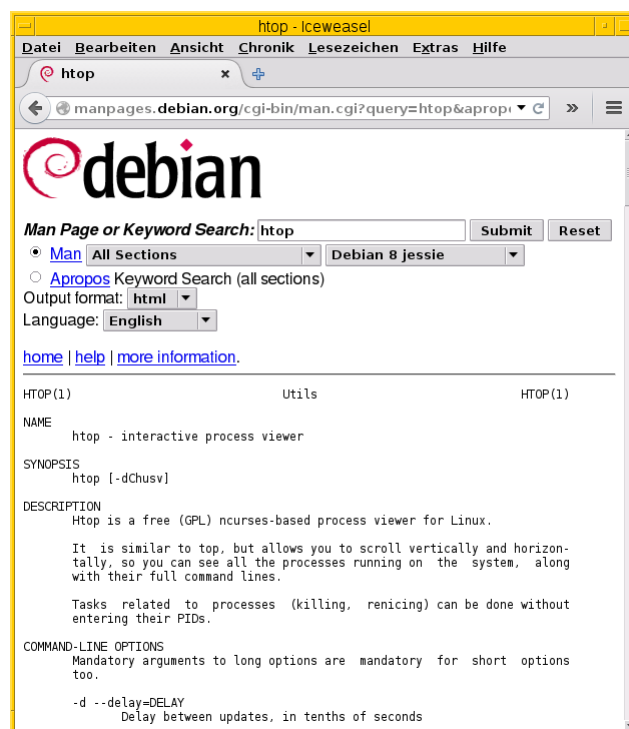 htop - Iceweasel
Datei Bearbeiten Ansicht Chronik Lesezeichen Extras Hilfe
htop
manpages.debian.org/cgi-bin/man.cgi?query=htop&aprop
debian
Man Page or Keyword Search: htop Submit Reset
Man All Sections Debian 8 jessie
Apropos Keyword Search (all sections)
Output format: html
Language: English
home | help | more information.
HTOP(1) Utils HTOP(1)
NAME
htop - interactive process viewer
SYNOPSIS
htop [-dChusv]
DESCRIPTION
Htop is a free (GPL) ncurses-based process viewer for Linux.
It is similar to top, but allows you to scroll vertically and horizon-
tally, so you can see all the processes running on the system, along
with their full command lines.
Tasks related to processes (killing, renicing) can be done without
entering their PIDs.
COMMAND-LINE OPTIONS
Mandatory arguments to long options are mandatory for short options
too.
-d --delay=DELAY
Delay between updates, in tenths of seconds